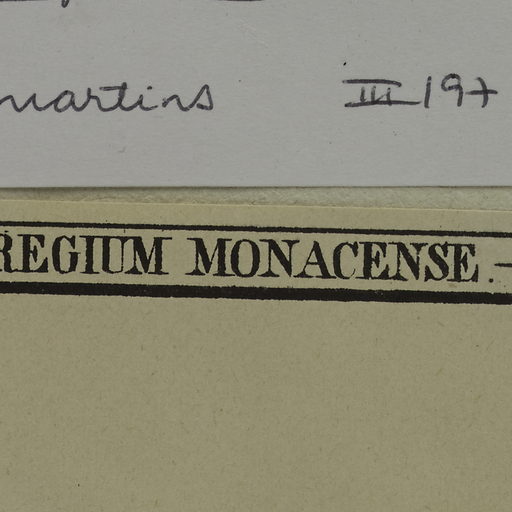 martins III 197
REGIUM MONACENSE. —